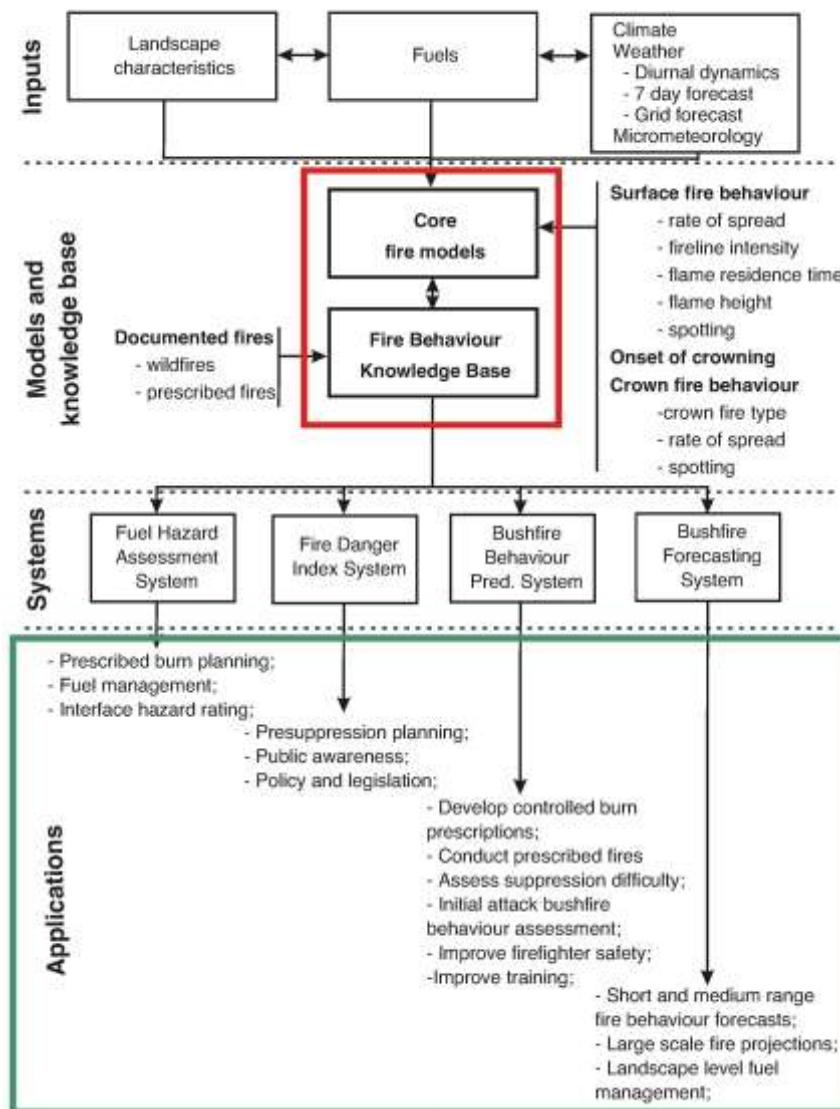 Inputs
Landscape
characteristics
Fuels
Climate
Weather
- Diurnal dynamics
- 7 day forecast
- Grid forecast
Micrometeorology
Models and
knowledge base
Core
fire models
Fire Behaviour
Knowledge Base
Documented fires
- wildfires
- prescribed fires
Surface fire behaviour
- rate of spread
- fireline intensity
- flame residence time
- flame height
- spotting
Onset of crowning
Crown fire behaviour
-crown fire type
- rate of spread
- spotting
Systems
Fuel Hazard
Assessment
System
Fire Danger
Index System
Bushfire
Behaviour
Pred. System
Bushfire
Forecasting
System
Applications
- Prescribed burn planning;
- Fuel management;
- Interface hazard rating;
- Presuppression planning;
- Public awareness;
- Policy and legislation;
- Develop controlled burn
prescriptions;
- Conduct prescribed fires
- Assess suppression difficulty;
- Initial attack bushfire
behaviour assessment;
- Improve firefighter safety;
-Improve training;
- Short and medium range
fire behaviour forecasts;
- Large scale fire projections;
- Landscape level fuel
management;